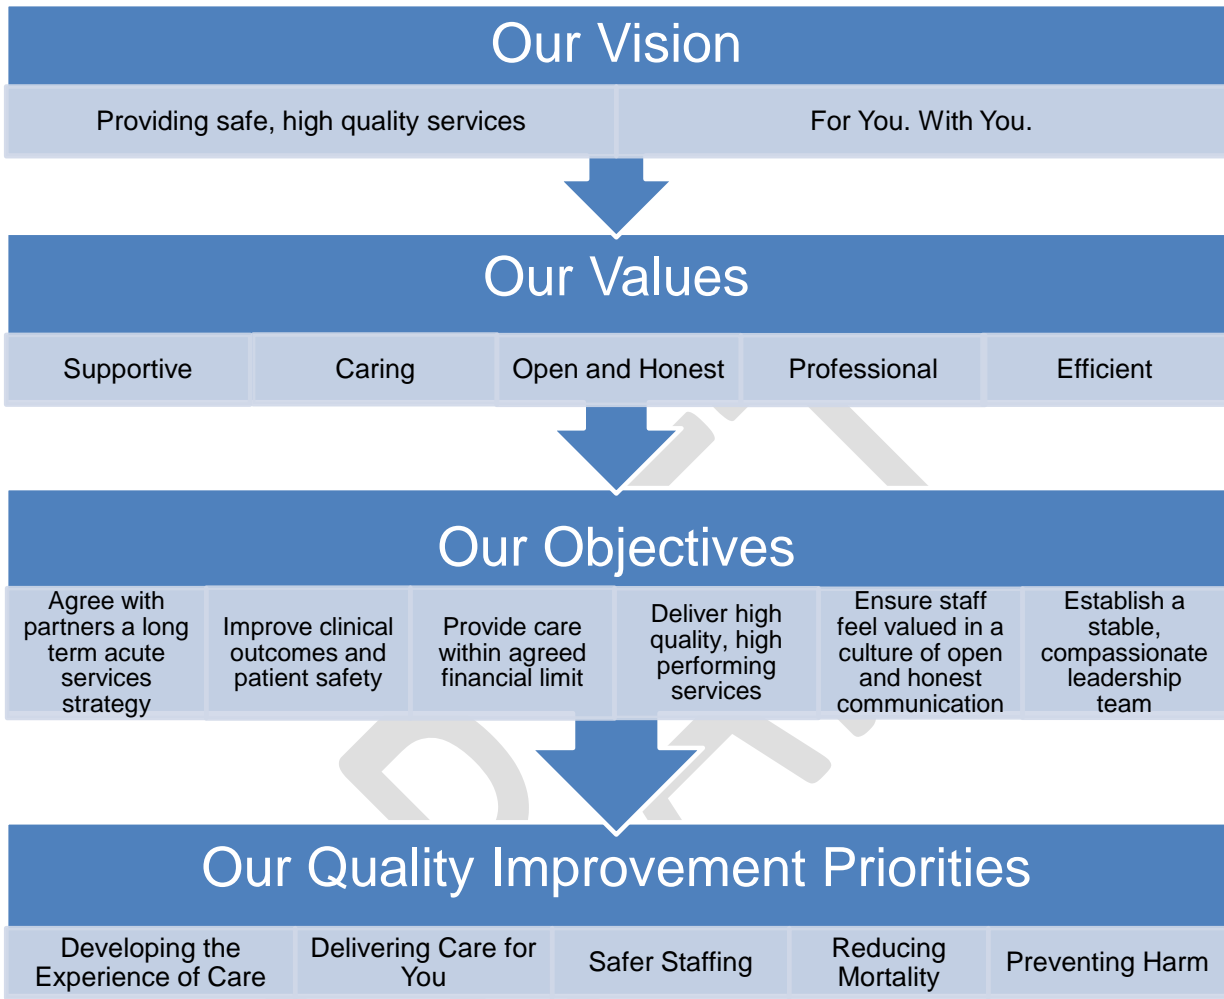 Our Vision
Providing safe, high quality services
For You. With You.
Our Values
Supportive
Caring
Open and Honest
Professional
Efficient
Our Objectives
Agree with
partners a long
term acute
services
strategy
Improve clinical
outcomes and
patient safety
Provide care
within agreed
financial limit
Deliver high
quality, high
performing
services
Ensure staff
feel valued in a
culture of open
and honest
communication
Establish a
stable,
compassionate
leadership
team
Our Quality Improvement Priorities
Developing the
Experience of Care
Delivering Care for
You
Safer Staffing
Reducing
Mortality
Preventing Harm